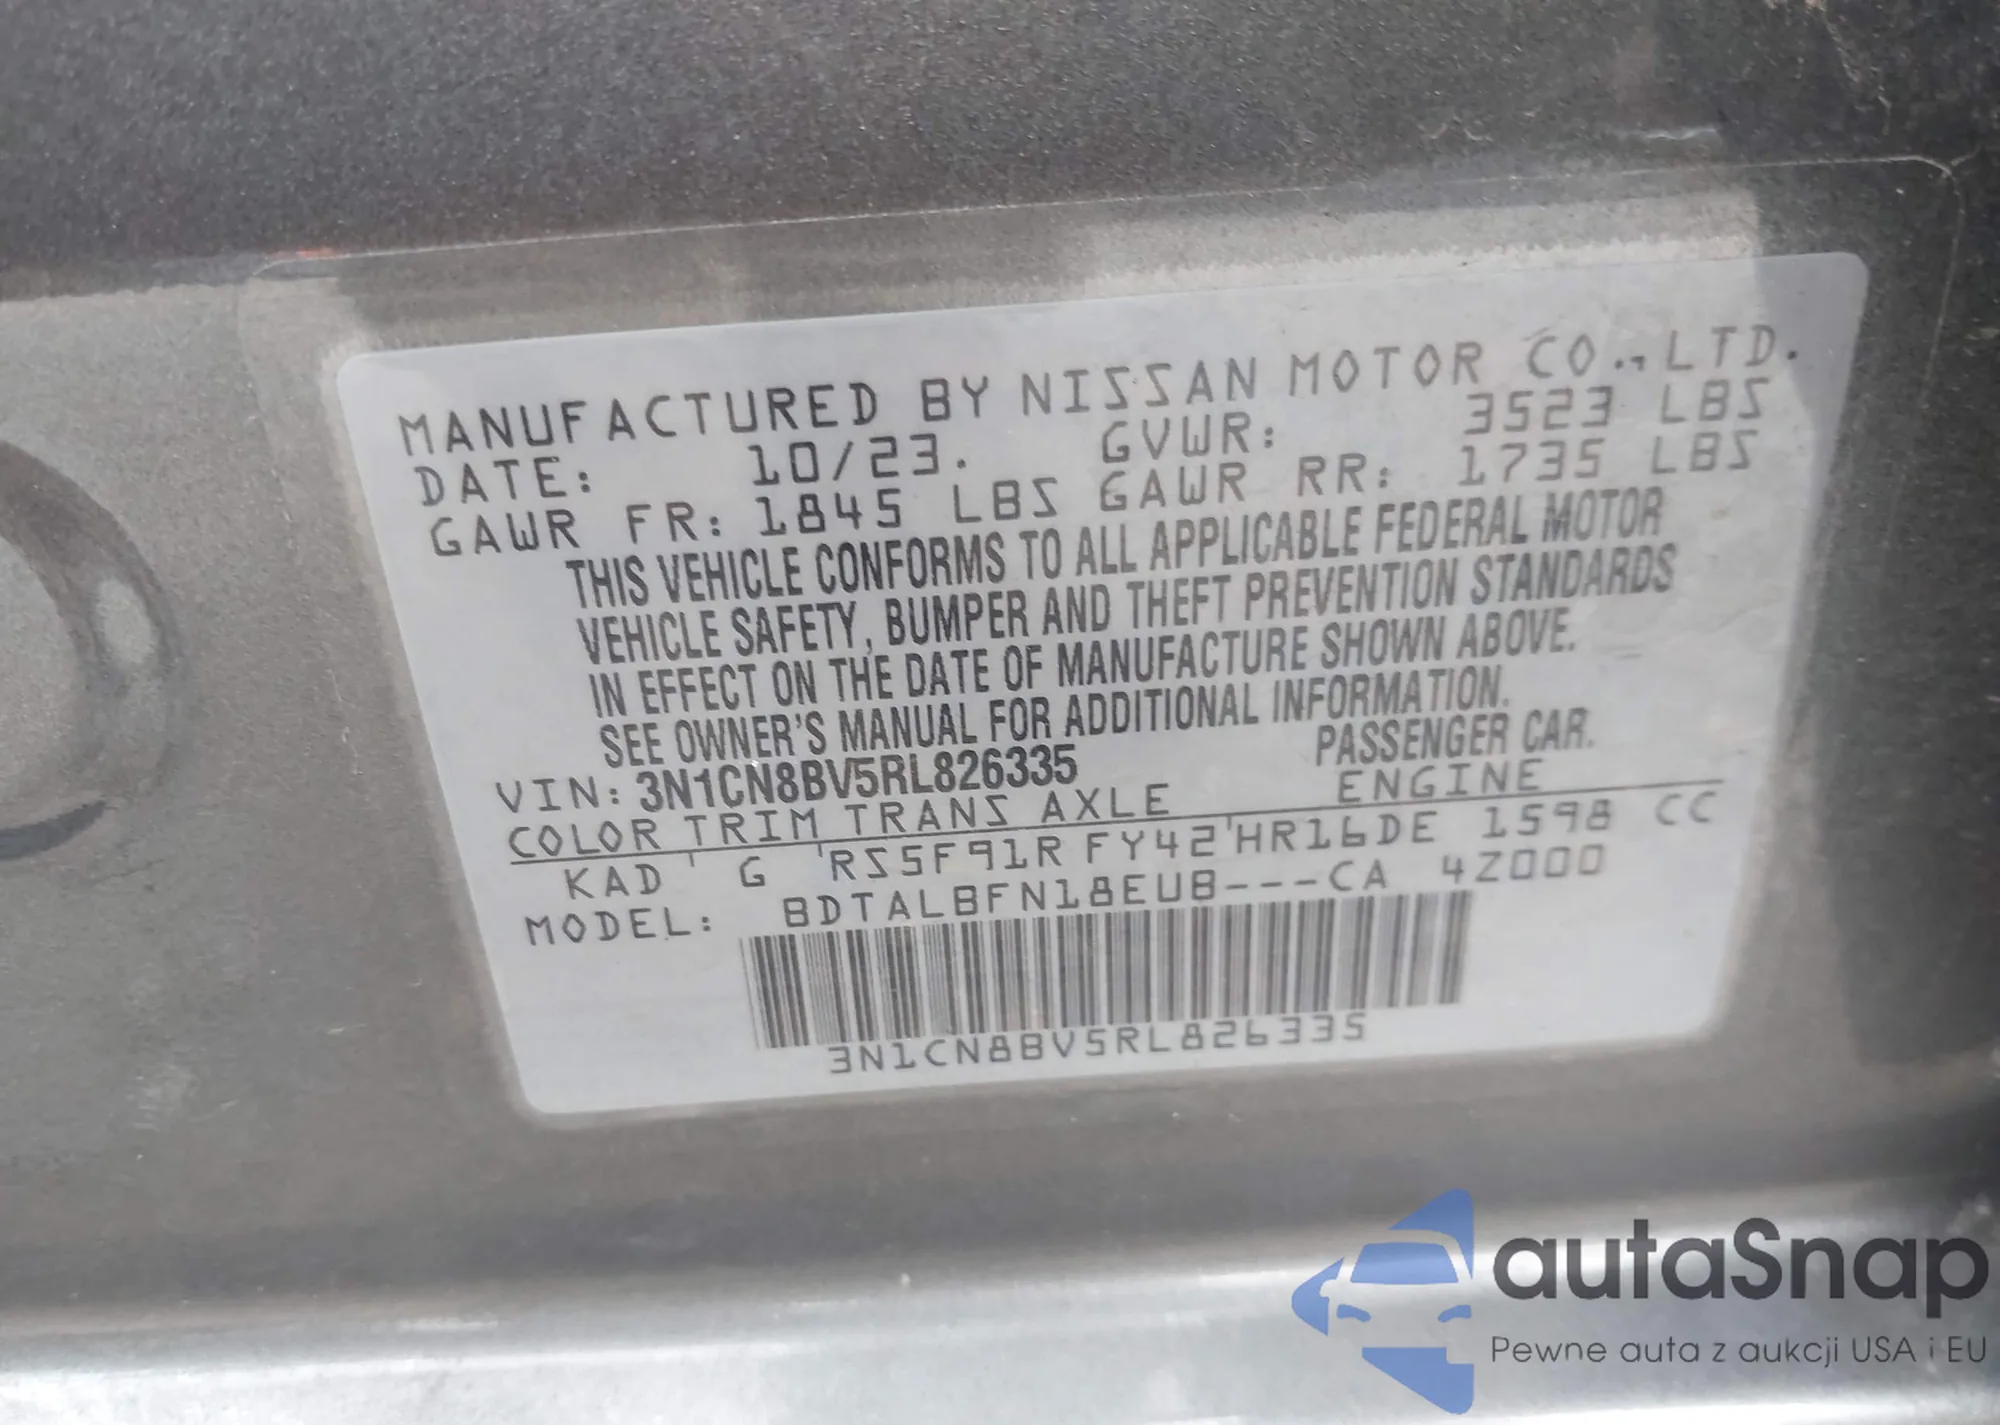 MANUFACTURED BY NISSAN MOTOR CO., LTD.
DATE: 10/23. GVWR: 3523 LBS
GAWR FR: 1845 LBS GAWR RR: 1735 LBS
THIS VEHICLE CONFORMS TO ALL APPLICABLE FEDERAL MOTOR
VEHICLE SAFETY, BUMPER AND THEFT PREVENTION STANDARDS
IN EFFECT ON THE DATE OF MANUFACTURE SHOWN ABOVE.
SEE OWNER'S MANUAL FOR ADDITIONAL INFORMATION.
VIN: 3N1CN8BV5RL826335 PASSENGER CAR.
COLOR TRIM TRANS AXLE ENGINE
KAD ' G 'RS5F91R FY42'HR16DE 1598 CC
MODEL: BDTALBFN18EUB---CA 4Z000
3N1CN8BV5RL826335
autaSnap
Pewne auta z aukcji USA i EU